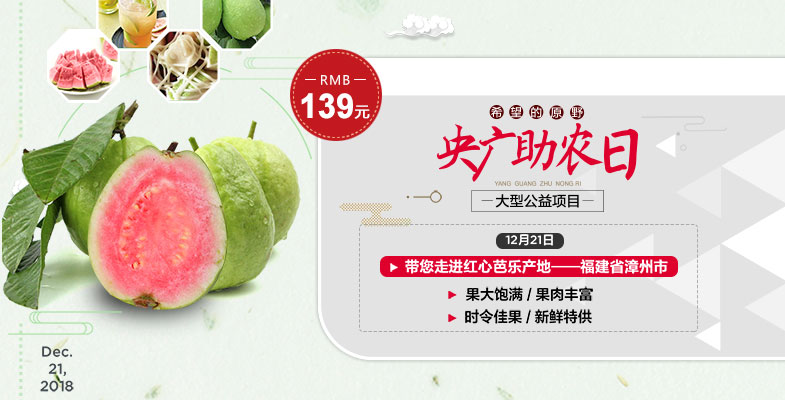 RMB
139元
希望的原野
央广助农日
YANG GUANG ZHU NONG RI
大型公益项目
12月21日
带您走进红心芭乐产地——福建省漳州市
果大饱满 / 果肉丰富
时令佳果 / 新鲜特供
Dec.
21,
2018